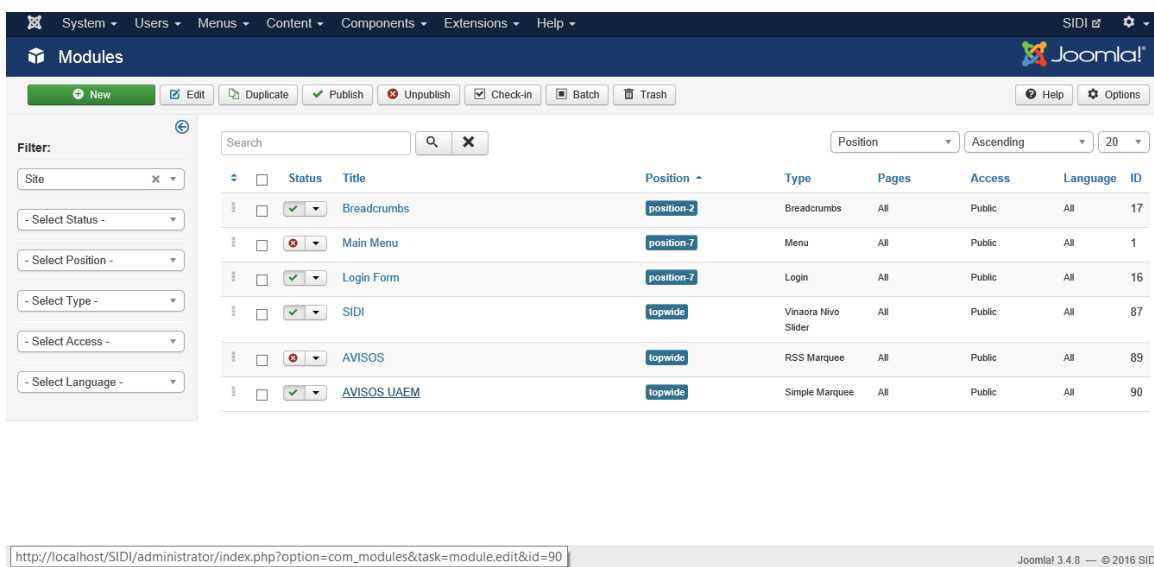 System Users Menus Content Components Extensions Help SIDI
Modules Joomla!
New Edit Duplicate Publish Unpublish Check-in Batch Trash Help Options
Filter:
Search Position Ascending 20
Site
- Select Status -
- Select Position -
- Select Type -
- Select Access -
- Select Language -
Status Title Position Type Pages Access Language ID
Breadcrumbs position-2 Breadcrumbs All Public All 17
Main Menu position-7 Menu All Public All 1
Login Form position-7 Login All Public All 16
SIDI topwide Vinaora Nivo All Public All 87
Slider
AVISOS topwide RSS Marquee All Public All 89
AVISOS UAEM topwide Simple Marquee All Public All 90
http://localhost/SIDI/administrator/index.php?option=com_modules&task=module.edit&id=90
Joomla! 3.4.8 — © 2016 SID